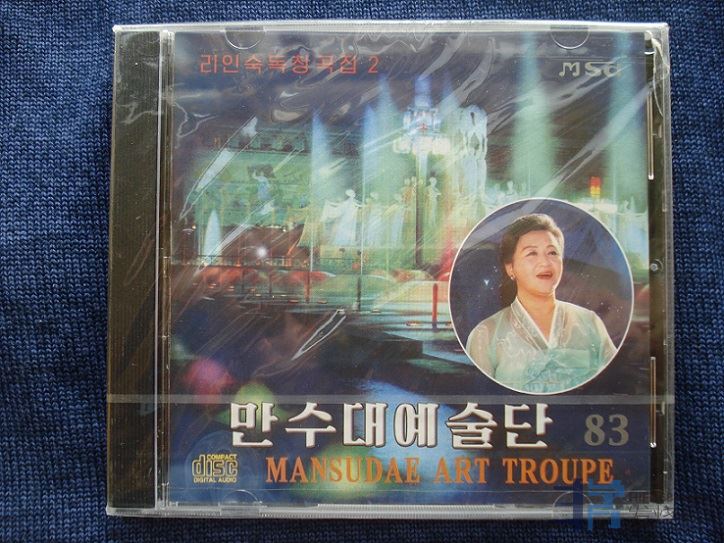 리인숙독창곡집 2
MSd
만수대예술단 83
COMPACT
disc
DIGITAL AUDIO
MANSUDAE ART TROUPE